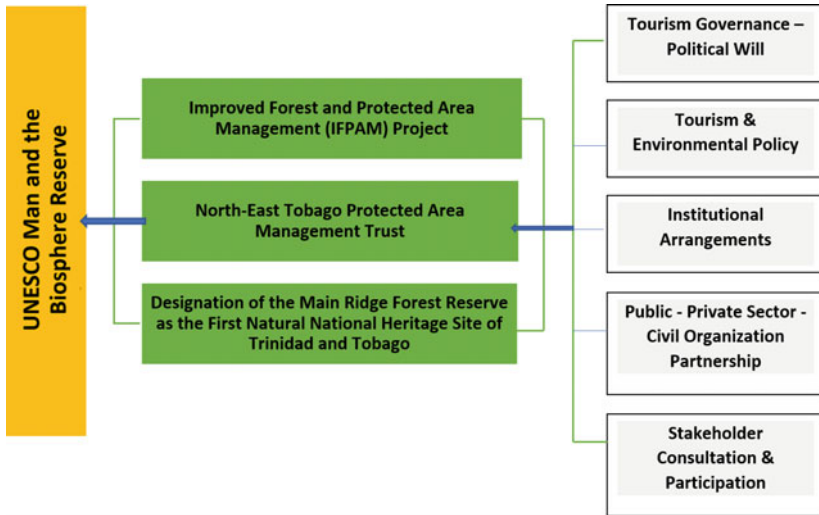 UNESCO Man and the
Biosphere Reserve
Improved Forest and Protected Area
Management (IFPAM) Project
North-East Tobago Protected Area
Management Trust
Designation of the Main Ridge Forest Reserve
as the First Natural National Heritage Site of
Trinidad and Tobago
Tourism Governance –
Political Will
Tourism &
Environmental Policy
Institutional
Arrangements
Public - Private Sector -
Civil Organization
Partnership
Stakeholder
Consultation &
Participation